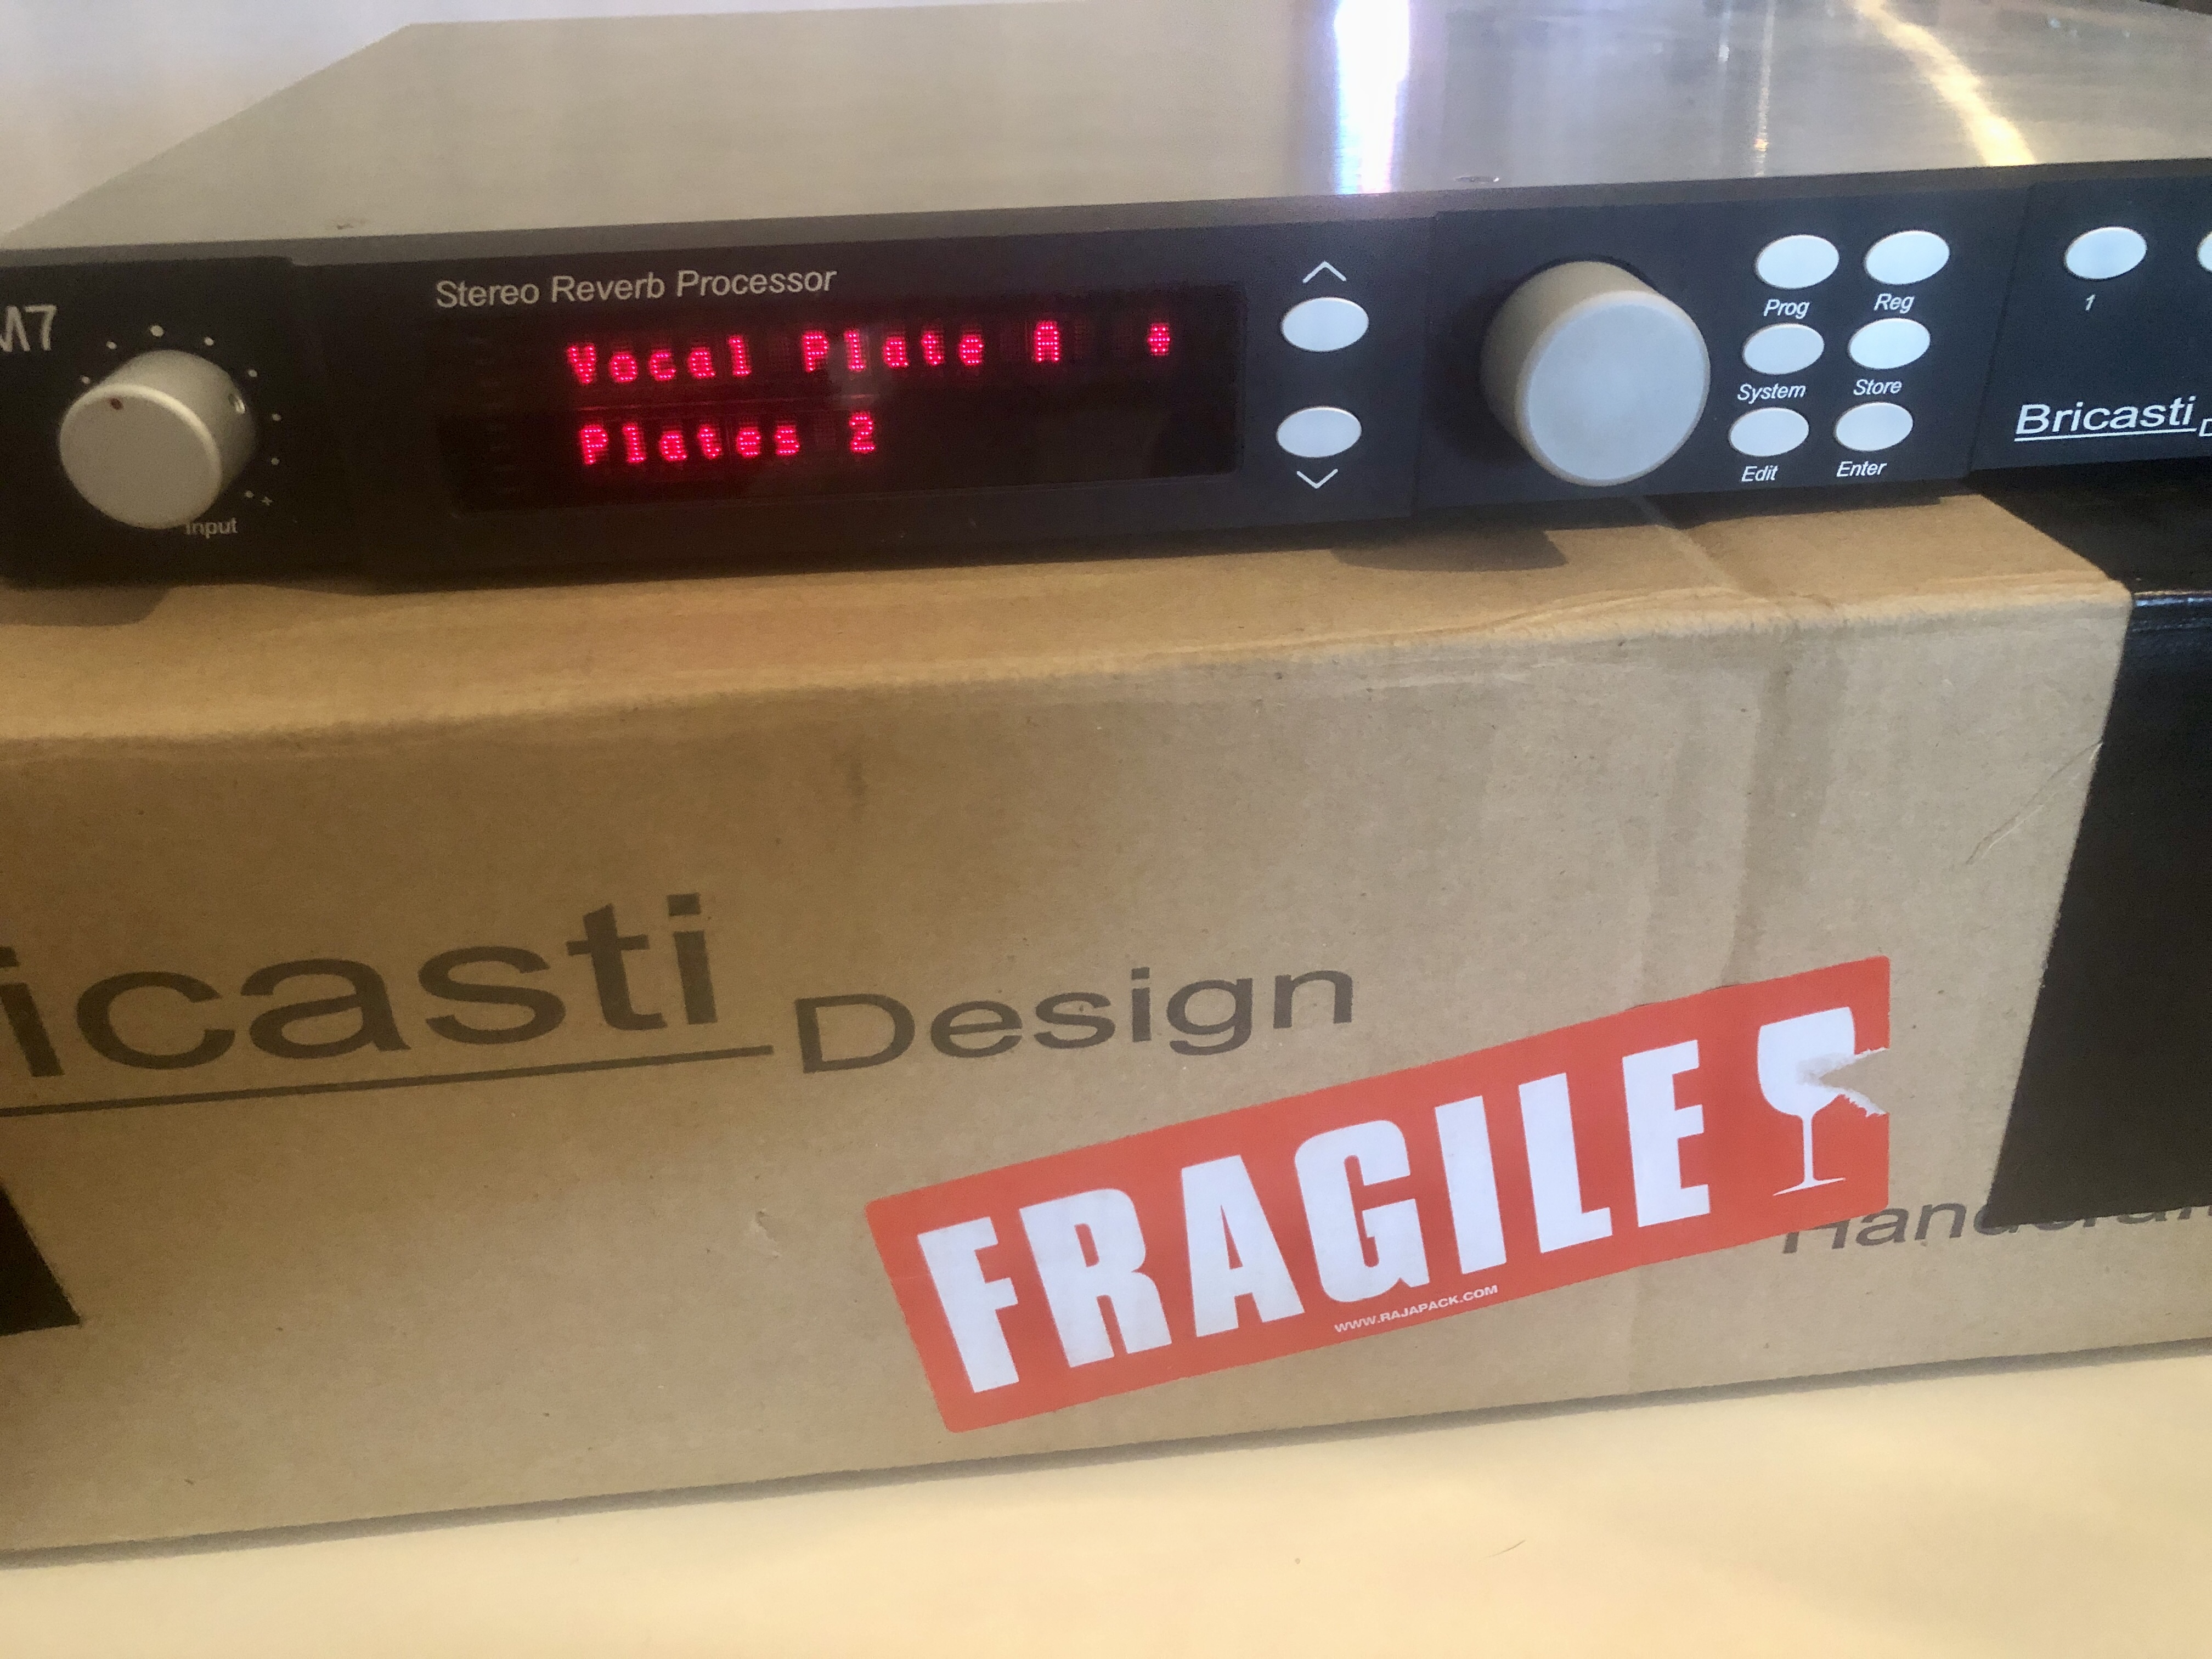 M7
Stereo Reverb Processor
Vocal Plate A
Plates 2
Input
Prog
Reg
System
Store
Edit
Enter
1
Bricasti D
icasti Design
FRAGILE
WWW.RAJAPACK.COM